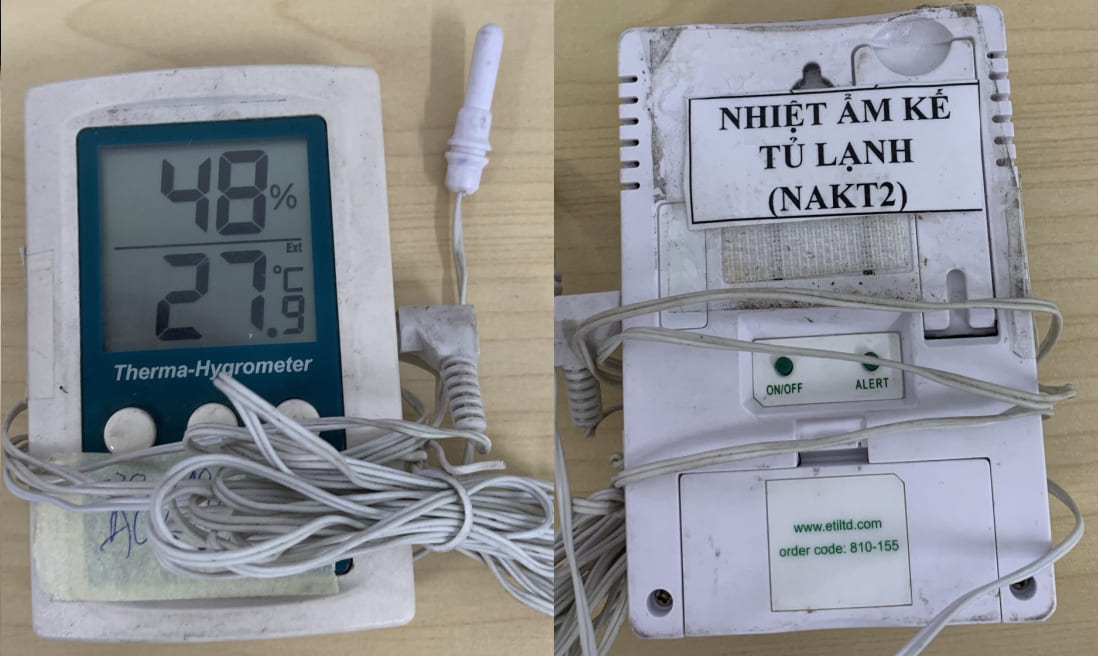 48%
Ext
27.9°C
Therma-Hygrometer
NHIỆT ẨM KẾ
TỦ LẠNH
(NAKT2)
ON/OFF
ALERT
www.etiltd.com
order code: 810-155